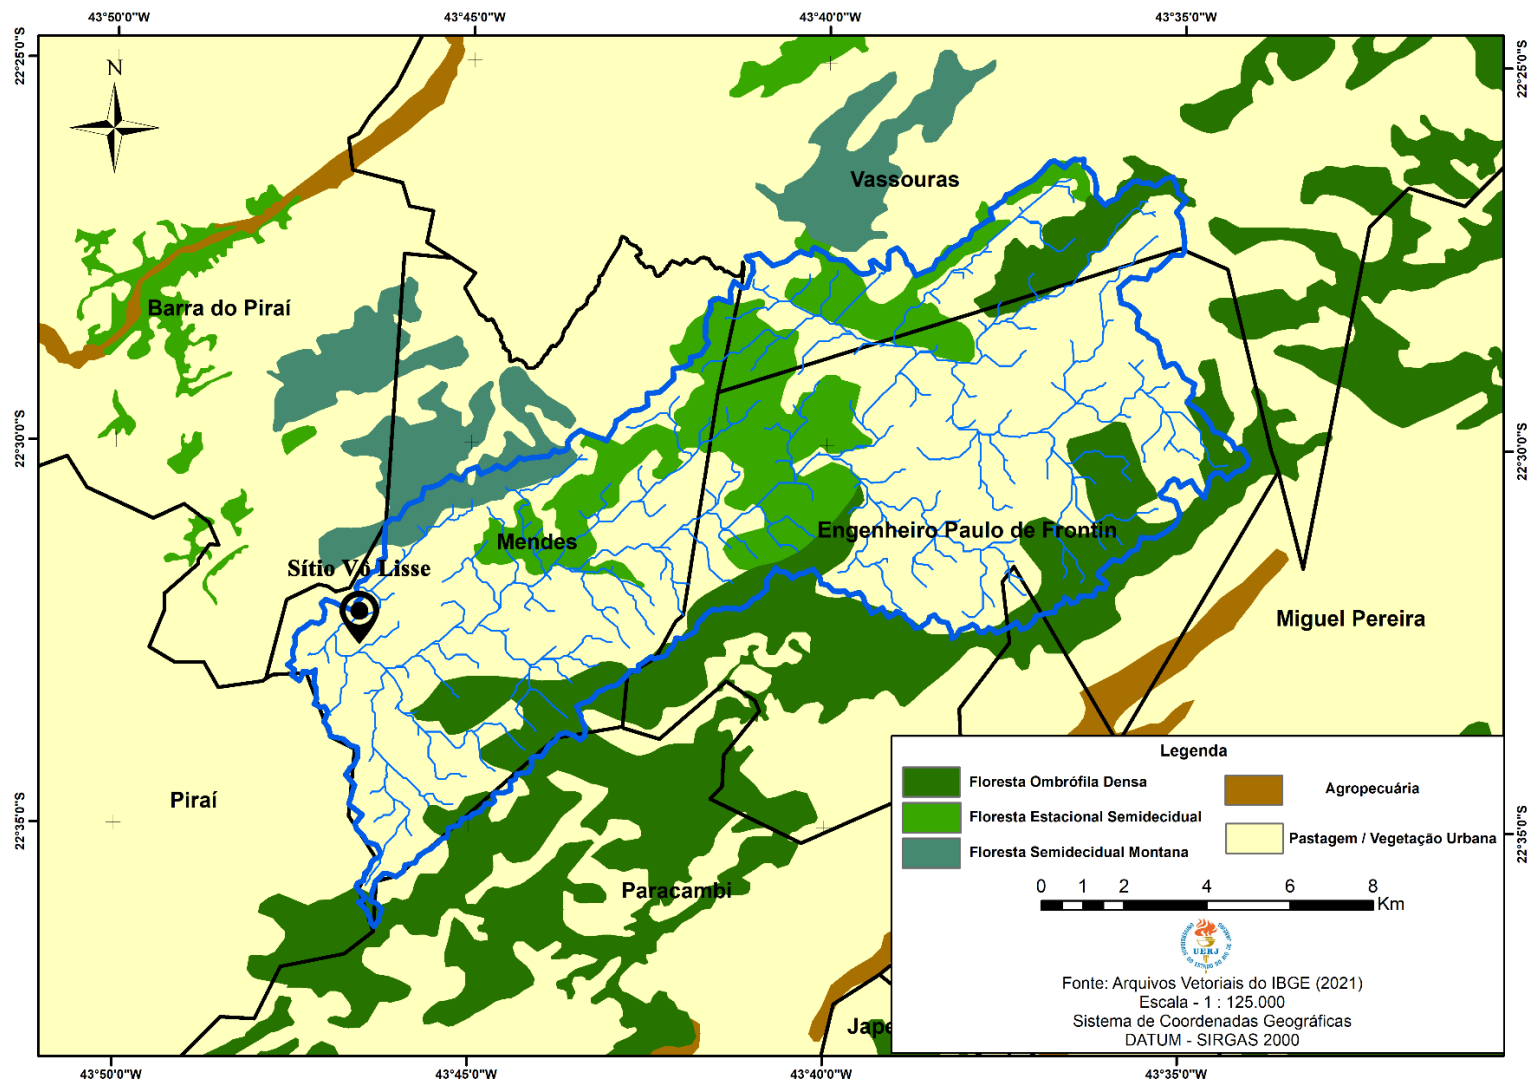 43°50'0"W
43°45'0"W
43°40'0"W
43°35'0"W
22°25'0"S
22°25'0"S
N
Vassouras
Barra do Piraí
22°30'0"S
22°30'0"S
Engenheiro Paulo de Frontin
Mendes
Sítio Vô Lisse
Miguel Pereira
Piraí
22°35'0"S
22°35'0"S
Paracambi
Jape
Legenda
Floresta Ombrófila Densa
Floresta Estacional Semidecidual
Floresta Semidecidual Montana
Agropecuária
Pastagem / Vegetação Urbana
0 1 2 4 6 8
Km
UERJ
Fonte: Arquivos Vetoriais do IBGE (2021)
Escala - 1 : 125.000
Sistema de Coordenadas Geográficas
DATUM - SIRGAS 2000
43°50'0"W
43°45'0"W
43°40'0"W
43°35'0"W